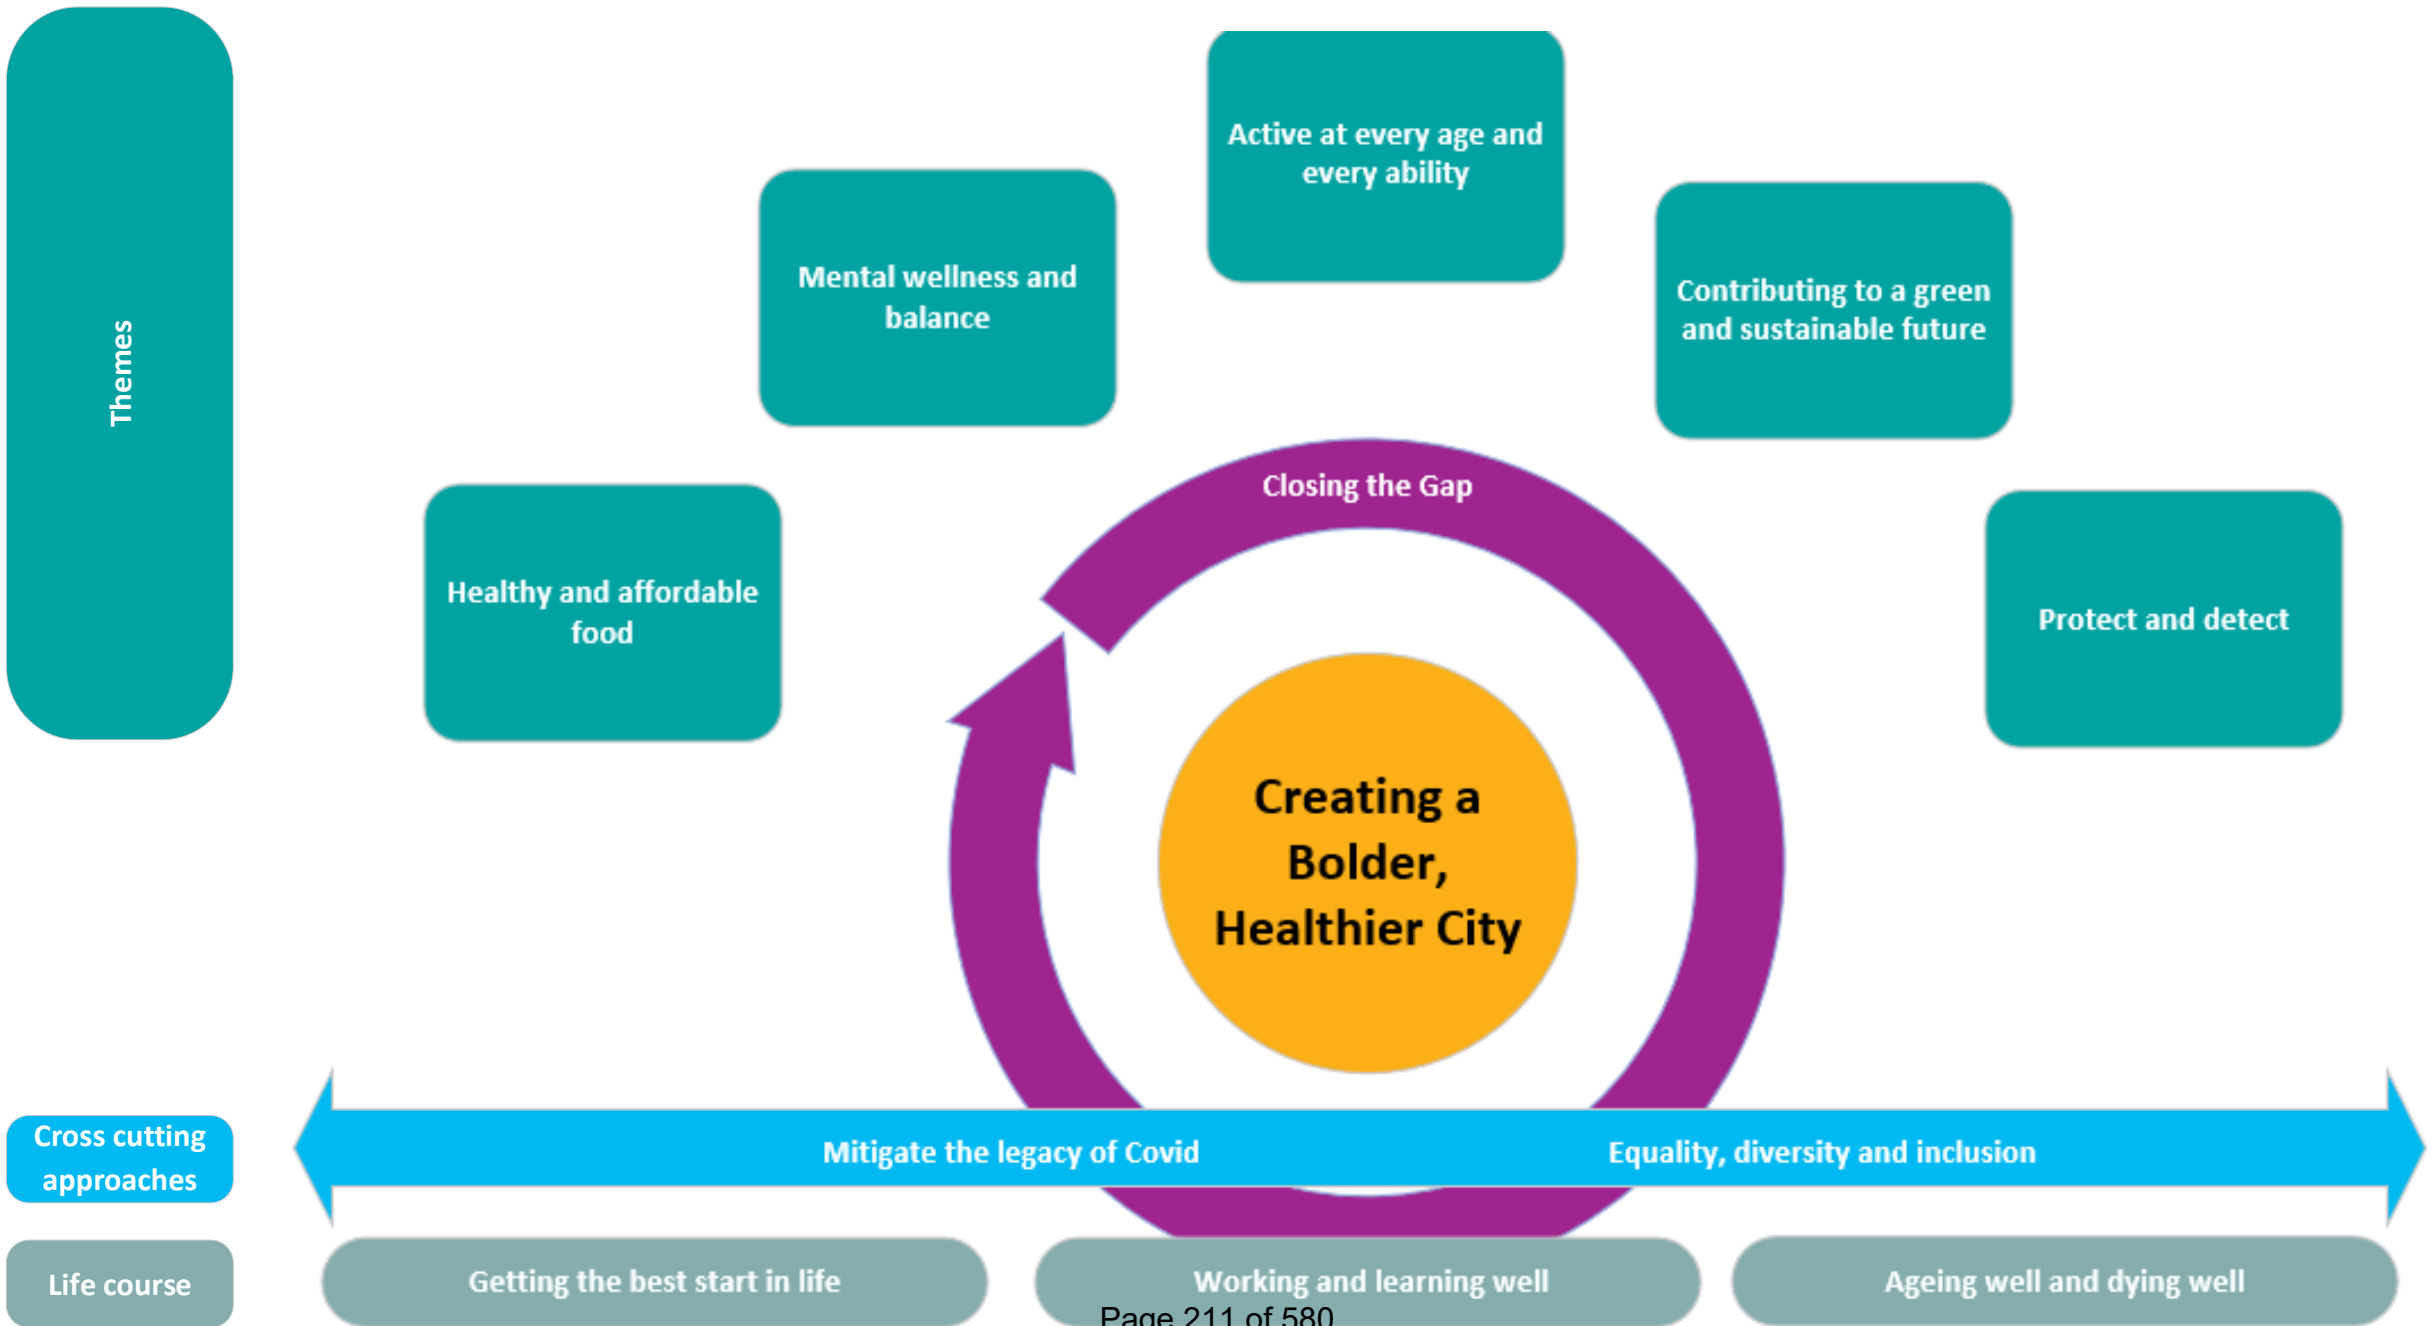 Themes
Active at every age and
every ability
Mental wellness and
balance
Contributing to a green
and sustainable future
Closing the Gap
Healthy and affordable
food
Protect and detect
Creating a
Bolder,
Healthier City
Cross cutting
approaches
Mitigate the legacy of Covid
Equality, diversity and inclusion
Life course
Getting the best start in life
Working and learning well
Ageing well and dying well
Page 211 of 580